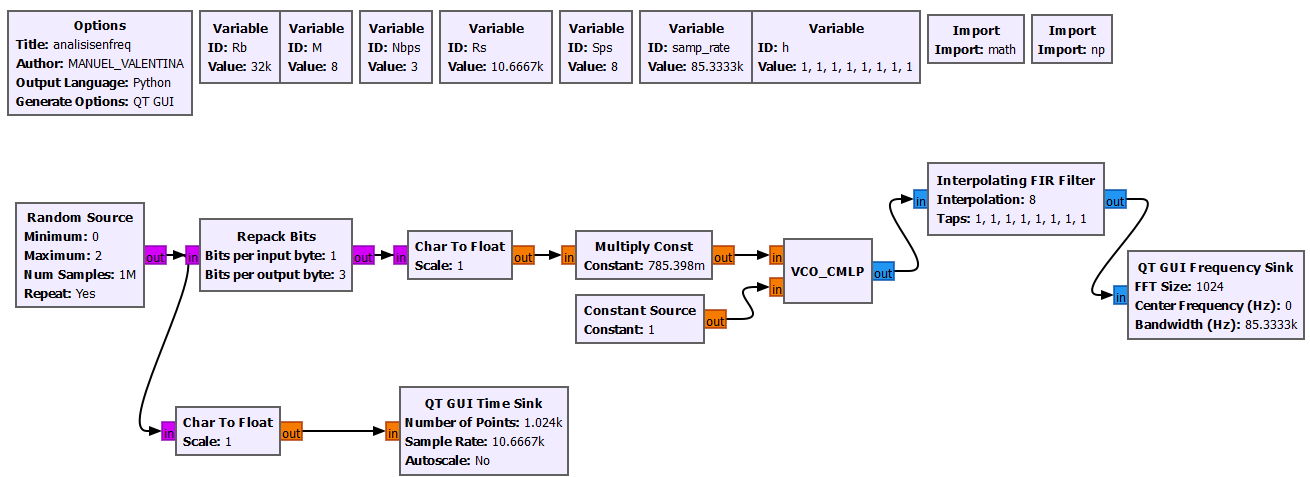 Options
Title: analisisenfreq
Author: MANUEL_VALENTINA
Output Language: Python
Generate Options: QT GUI
Variable
ID: Rb
Value: 32k
Variable
ID: M
Value: 8
Variable
ID: Nbps
Value: 3
Variable
ID: Rs
Value: 10.6667k
Variable
ID: Sps
Value: 8
Variable
ID: samp_rate
Value: 85.3333k
Variable
ID: h
Value: 1, 1, 1, 1, 1, 1, 1, 1
Import
Import: math
Import
Import: np
Random Source
Minimum: 0
Maximum: 2
Num Samples: 1M
Repeat: Yes
out
in
Repack Bits
Bits per input byte: 1
Bits per output byte: 3
out
in
Char To Float
Scale: 1
out
in
Multiply Const
Constant: 785.398m
out
Constant Source
Constant: 1
out
in
in
VCO_CMLP
out
in
Interpolating FIR Filter
Interpolation: 8
Taps: 1, 1, 1, 1, 1, 1, 1, 1
out
in
QT GUI Frequency Sink
FFT Size: 1024
Center Frequency (Hz): 0
Bandwidth (Hz): 85.3333k
in
Char To Float
Scale: 1
out
in
QT GUI Time Sink
Number of Points: 1.024k
Sample Rate: 10.6667k
Autoscale: No